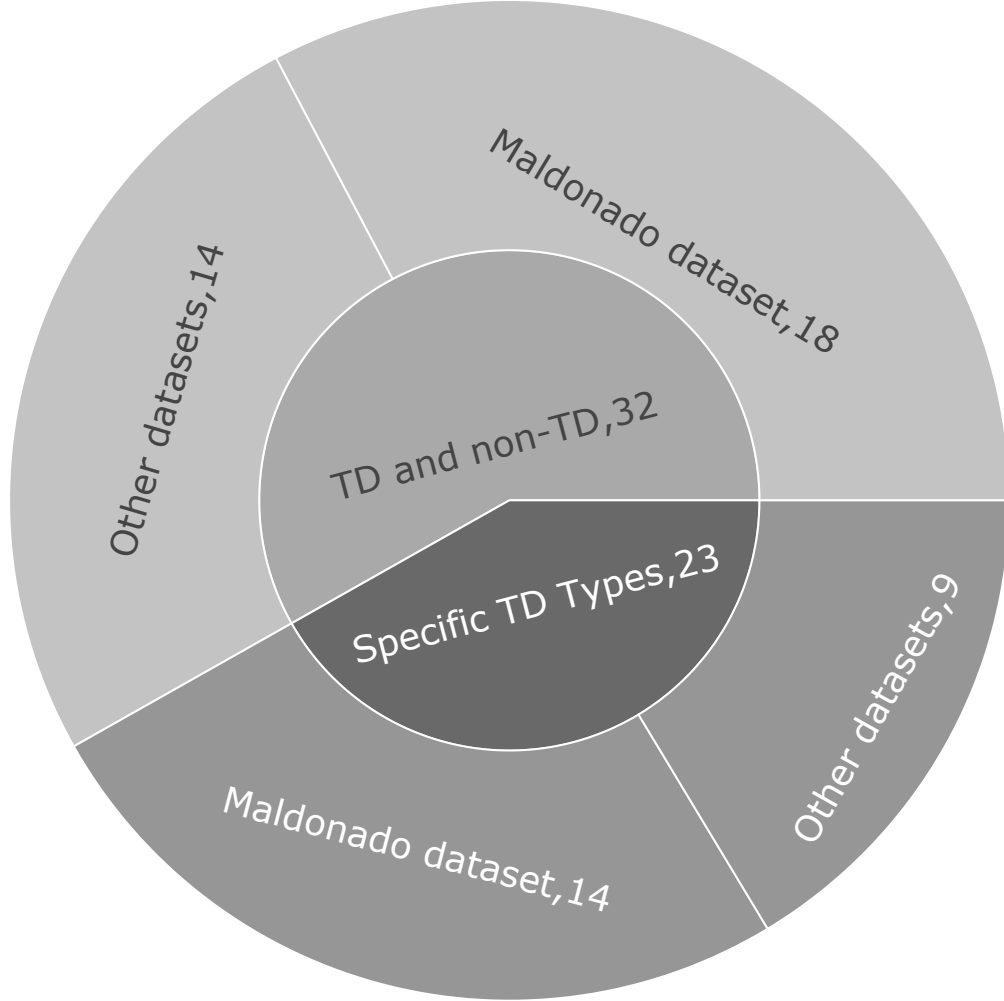 Maldonado dataset,18
Other datasets,14
TD and non-TD,32
Specific TD Types,23
Other datasets,9
Maldonado dataset,14